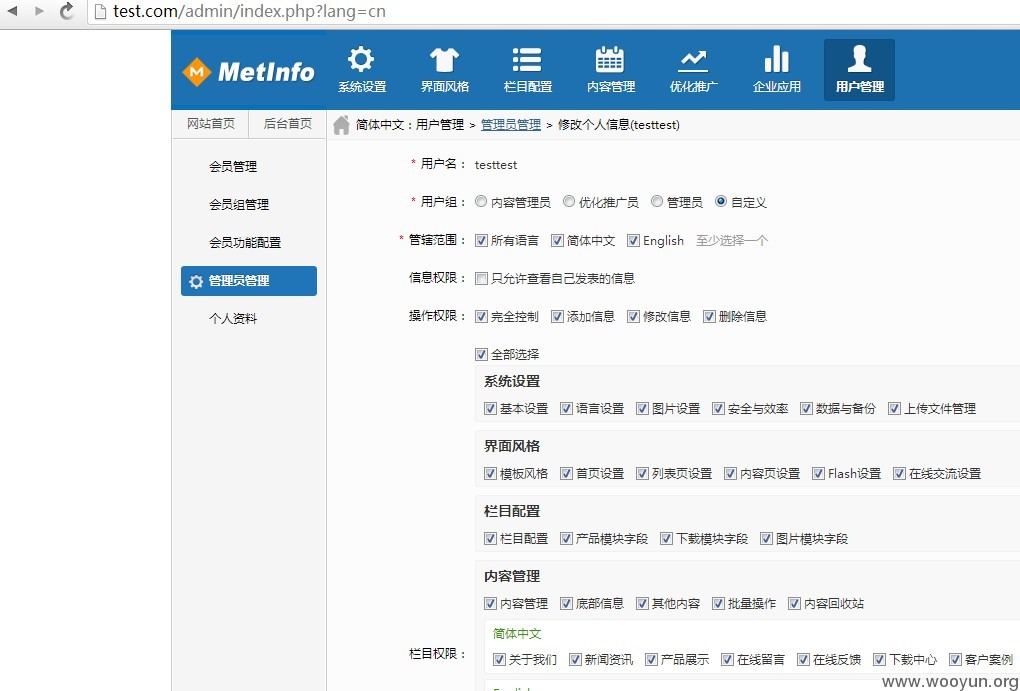 test.com/admin/index.php?lang=cn
MetInfo
系统设置 界面风格 栏目配置 内容管理 优化推广 企业应用 用户管理
网站首页 后台首页 简体中文：用户管理 > 管理员管理 > 修改个人信息(testtest)
会员管理
会员组管理
会员功能配置
管理员管理
个人资料
* 用户名： testtest
* 用户组： 内容管理员 优化推广员 管理员 自定义
* 管辖范围： 所有语言 简体中文 English 至少选择一个
信息权限： 只允许查看自己发表的信息
操作权限： 完全控制 添加信息 修改信息 删除信息
全部选择
系统设置
基本设置 语言设置 图片设置 安全与效率 数据与备份 上传文件管理
界面风格
模板风格 首页设置 列表页设置 内容页设置 Flash设置 在线交流设置
栏目配置
栏目配置 产品模块字段 下载模块字段 图片模块字段
内容管理
内容管理 底部信息 其他内容 批量操作 内容回收站
简体中文
栏目权限： 关于我们 新闻资讯 产品展示 在线留言 在线反馈 下载中心 客户案例
www.wooyun.org